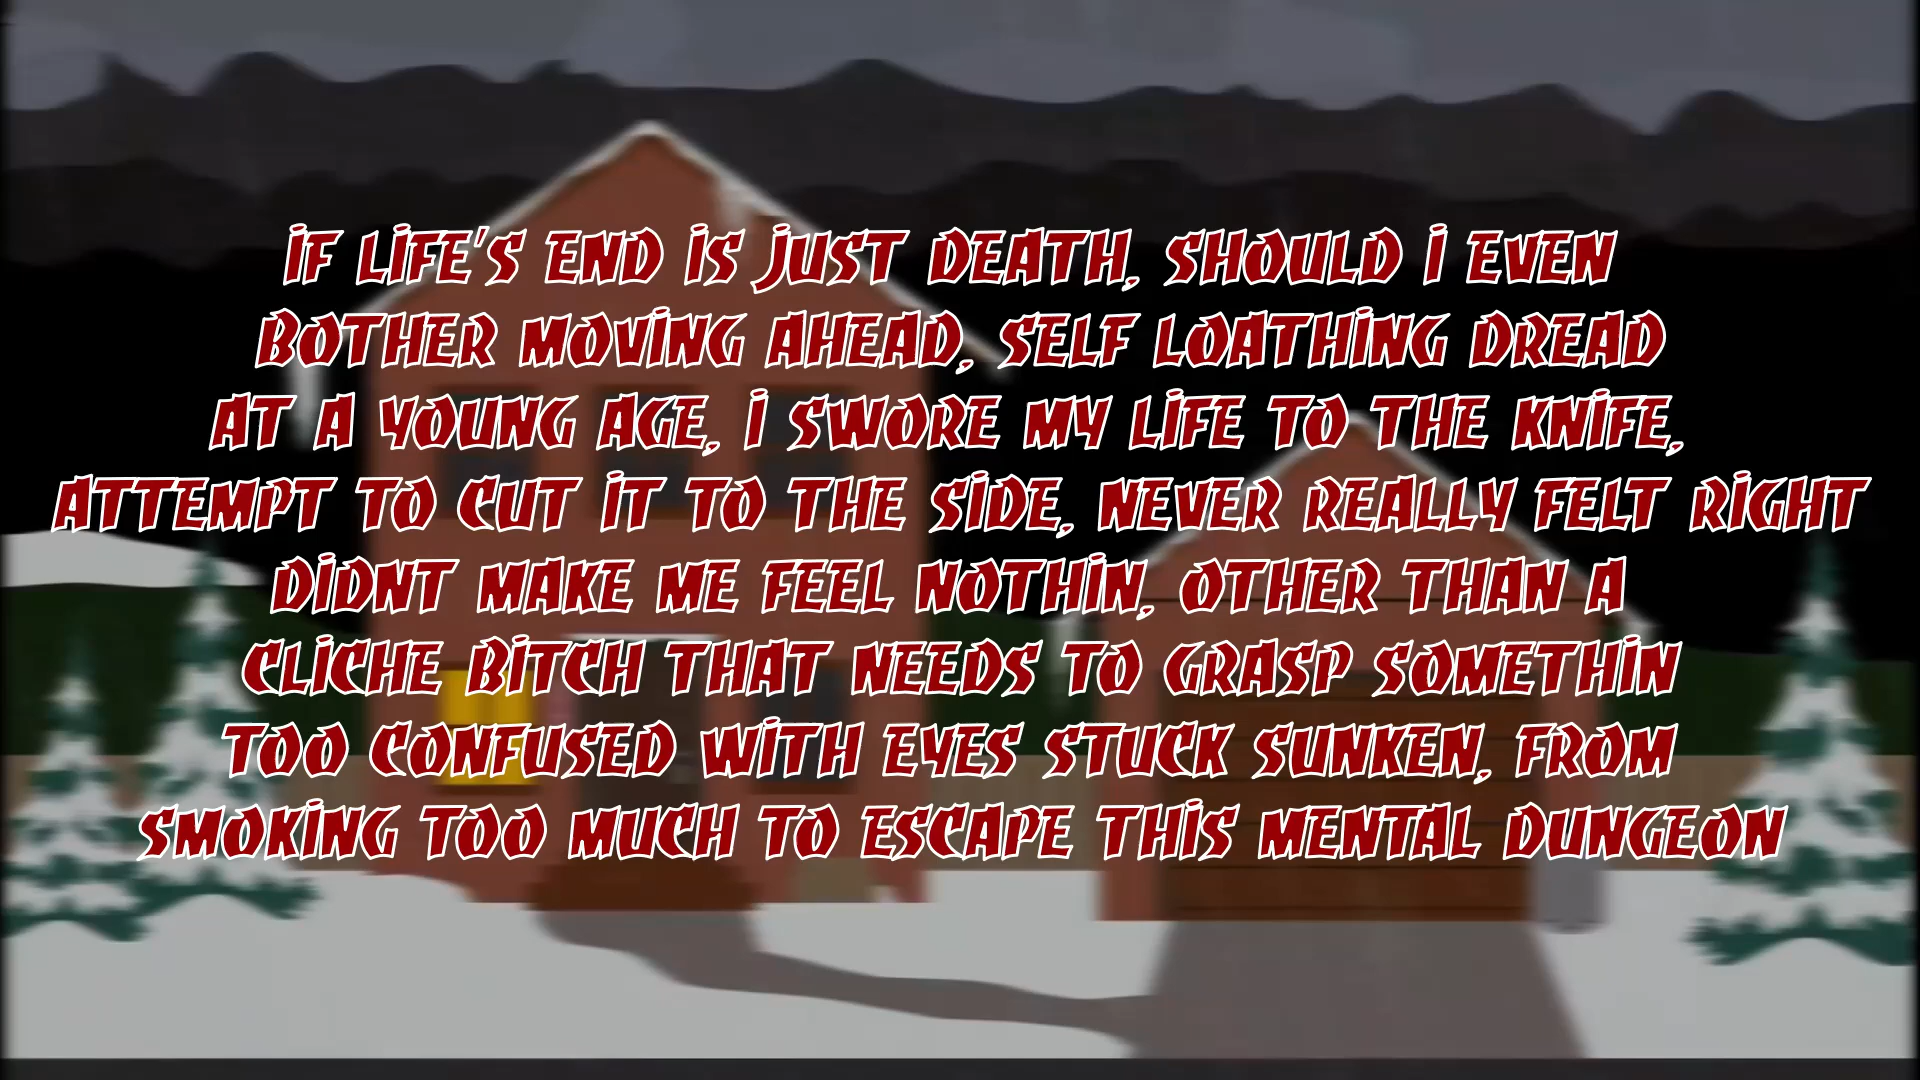 IF LIFE'S END IS JUST DEATH, SHOULD I EVEN
BOTHER MOVING AHEAD, SELF LOATHING DREAD
AT A YOUNG AGE, I SWORE MY LIFE TO THE KNIFE,
ATTEMPT TO CUT IT TO THE SIDE, NEVER REALLY FELT RIGHT
DIDNT MAKE ME FEEL NOTHIN, OTHER THAN A
CLICHE BITCH THAT NEEDS TO GRASP SOMETHIN
TOO CONFUSED WITH EYES STUCK SUNKEN, FROM
SMOKING TOO MUCH TO ESCAPE THIS MENTAL DUNGEON